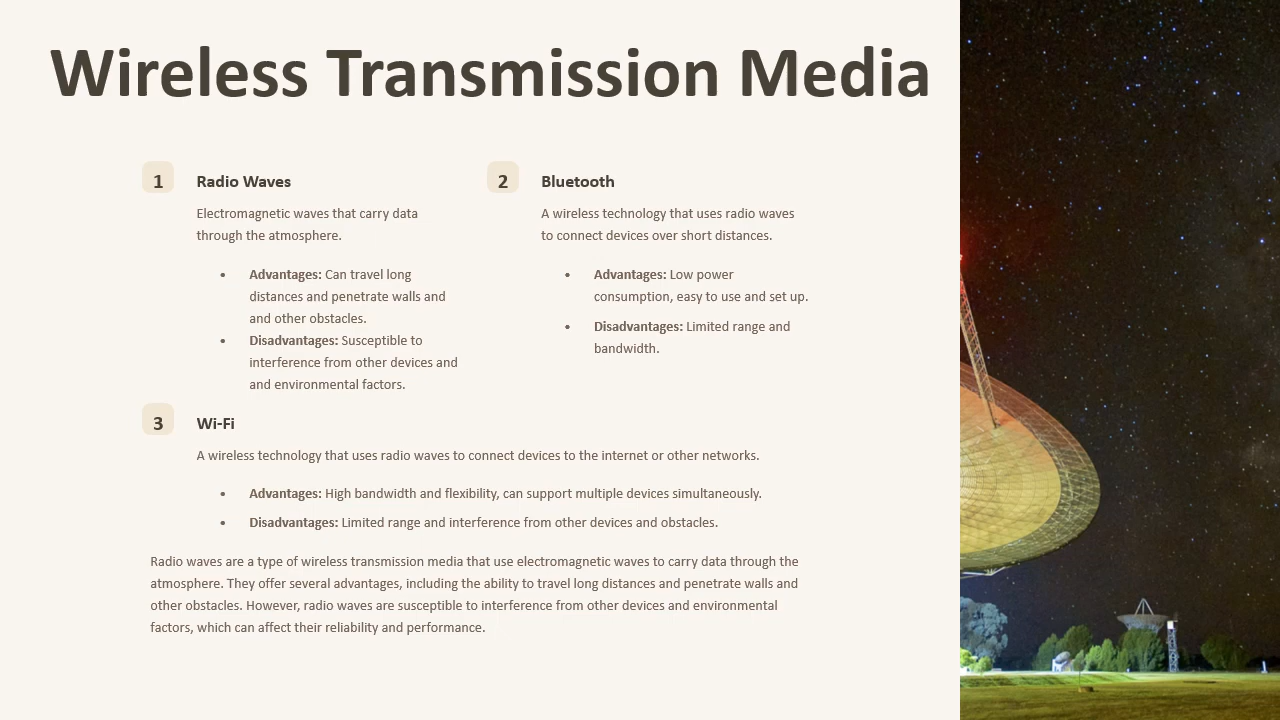 Wireless Transmission Media
1
Radio Waves
Electromagnetic waves that carry data
through the atmosphere.
• Advantages: Can travel long
distances and penetrate walls and
and other obstacles.
• Disadvantages: Susceptible to
interference from other devices and
and environmental factors.
2
Bluetooth
A wireless technology that uses radio waves
to connect devices over short distances.
• Advantages: Low power
consumption, easy to use and set up.
• Disadvantages: Limited range and
bandwidth.
3
Wi-Fi
A wireless technology that uses radio waves to connect devices to the internet or other networks.
• Advantages: High bandwidth and flexibility, can support multiple devices simultaneously.
• Disadvantages: Limited range and interference from other devices and obstacles.
Radio waves are a type of wireless transmission media that use electromagnetic waves to carry data through the
atmosphere. They offer several advantages, including the ability to travel long distances and penetrate walls and
other obstacles. However, radio waves are susceptible to interference from other devices and environmental
factors, which can affect their reliability and performance.